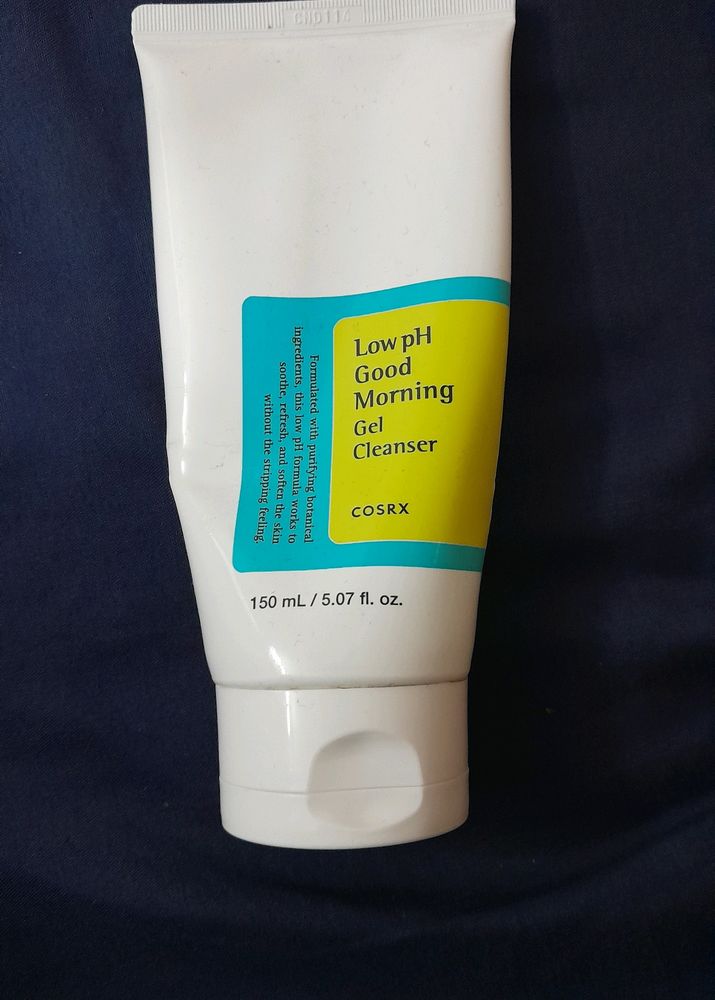 Low pH
Good
Morning
Gel
Cleanser
COSRX
Formulated with purifying botanical
ingredients, this low pH formula works to
soothe, refresh, and soften the skin
without the stripping feeling.
150 mL / 5.07 fl. oz.